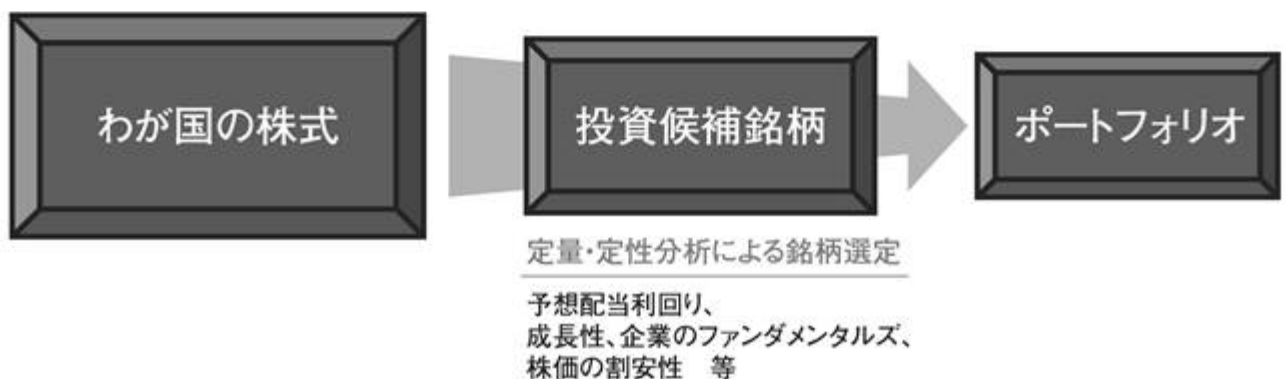 わが国の株式
投資候補銘柄
ポートフォリオ
定量・定性分析による銘柄選定
予想配当利回り、
成長性、企業のファンダメンタルズ、
株価の割安性　等